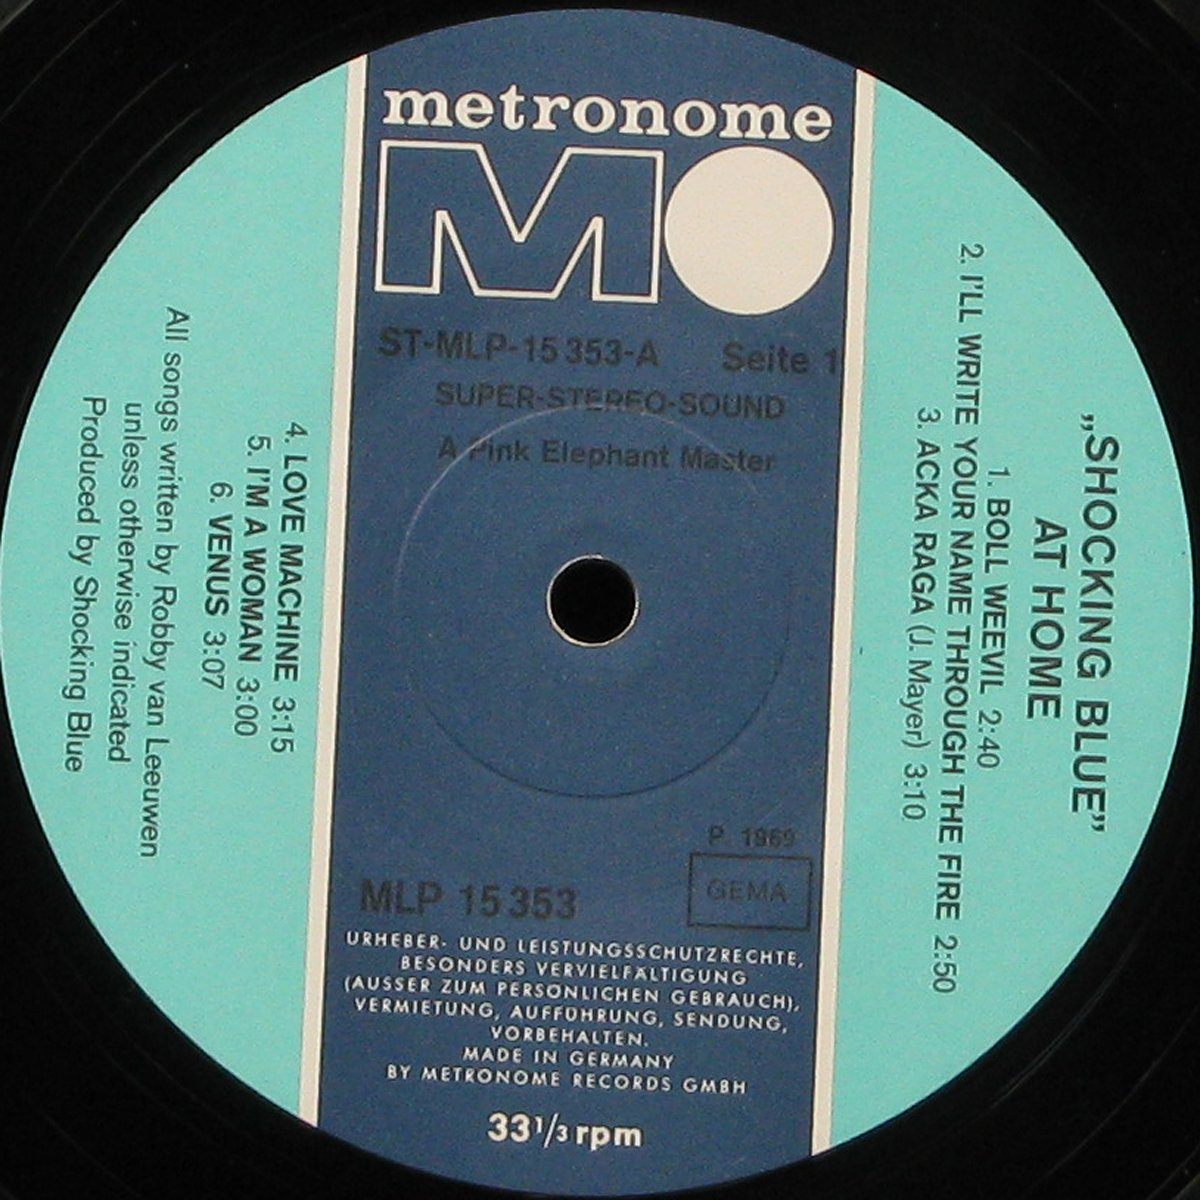 metronome
MO
ST-MLP-15 353-A Seite 1
SUPER-STEREO-SOUND
A Pink Elephant Master
P. 1969
GEMA
MLP 15 353
URHEBER- UND LEISTUNGSSCHUTZRECHTE,
BESONDERS VERVIELFÄLTIGUNG
(AUSSER ZUM PERSÖNLICHEN GEBRAUCH),
VERMIETUNG, AUFFÜHRUNG, SENDUNG,
VORBEHALTEN.
MADE IN GERMANY
BY METRONOME RECORDS GMBH
33 1/3 rpm
„SHOCKING BLUE”
AT HOME
1. BOLL WEEVIL 2:40
2. I'LL WRITE YOUR NAME THROUGH THE FIRE 2:50
3. ACKA RAGA (J. Mayer) 3:10
4. LOVE MACHINE 3:15
5. I'M A WOMAN 3:00
6. VENUS 3:07
All songs written by Robby van Leeuwen
unless otherwise indicated
Produced by Shocking Blue